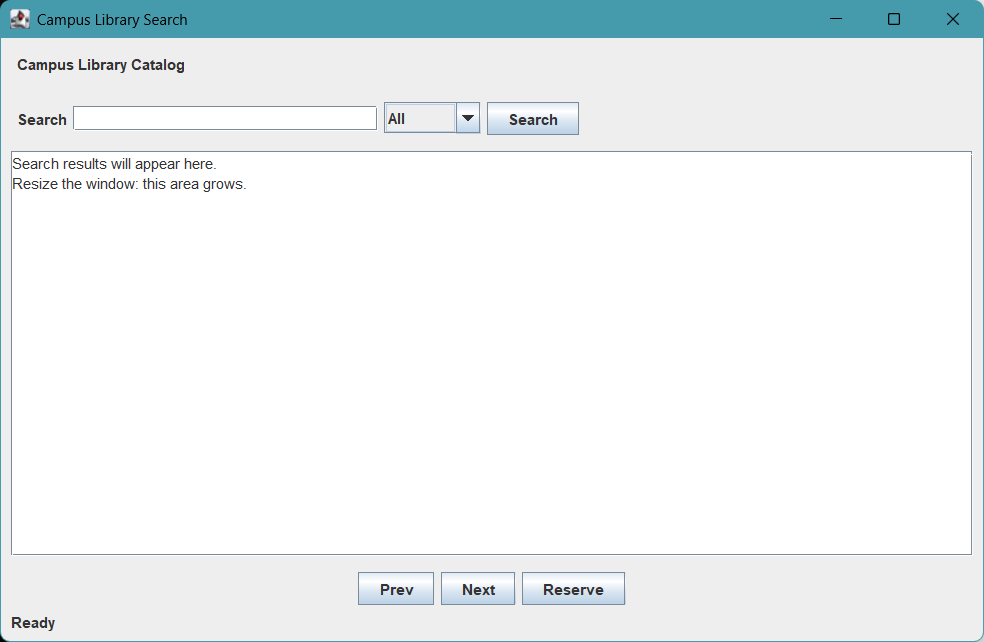 Campus Library Search
Campus Library Catalog
Search All Search
Search results will appear here.
Resize the window: this area grows.
Prev Next Reserve
Ready